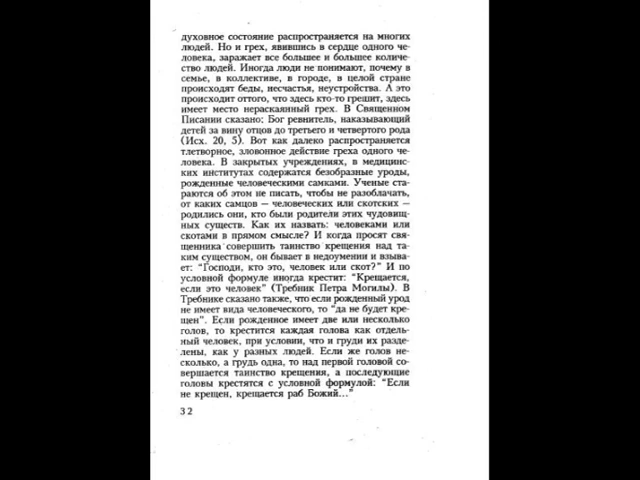 духовное состояние распространяется на многих
людей. Но и грех, явившись в сердце одного че-
ловека, заражает все большее и большее количе-
ство людей. Иногда люди не понимают, почему в
семье, в коллективе, в городе, в целой стране
происходят беды, несчастья, неустройства. А это
происходит оттого, что здесь кто-то грешит, здесь
имеет место нераскаянный грех. В Священном
Писании сказано: Бог ревнитель, наказывающий
детей за вину отцов до третьего и четвертого рода
(Исх. 20, 5). Вот как далеко распространяется
тлетворное, зловонное действие греха одного че-
ловека. В закрытых учреждениях, в медицинс-
ких институтах содержатся безобразные уроды,
рожденные человеческими самками. Ученые ста-
раются об этом не писать, чтобы не разоблачать,
от каких самцов — человеческих или скотских —
родились они, кто были родители этих чудовищ-
ных существ. Как их назвать: человеками или
скотами в прямом смысле? И когда просят свя-
щенника совершить таинство крещения над та-
ким существом, он бывает в недоумении и взыва-
ет: “Господи, кто это, человек или скот?” И по
условной формуле иногда крестит: “Крещается,
если это человек” (Требник Петра Могилы). В
Требнике сказано также, что если рожденный урод
не имеет вида человеческого, то “да не будет кре-
щен”. Если рожденное имеет две или несколько
голов, то крестится каждая голова как отдель-
ный человек, при условии, что и груди их разде-
лены, как у разных людей. Если же голов не-
сколько, а грудь одна, то над первой головой со-
вершается таинство крещения, а последующие
головы крестятся с условной формулой: “Если
не крещен, крещается раб Божий...”
32